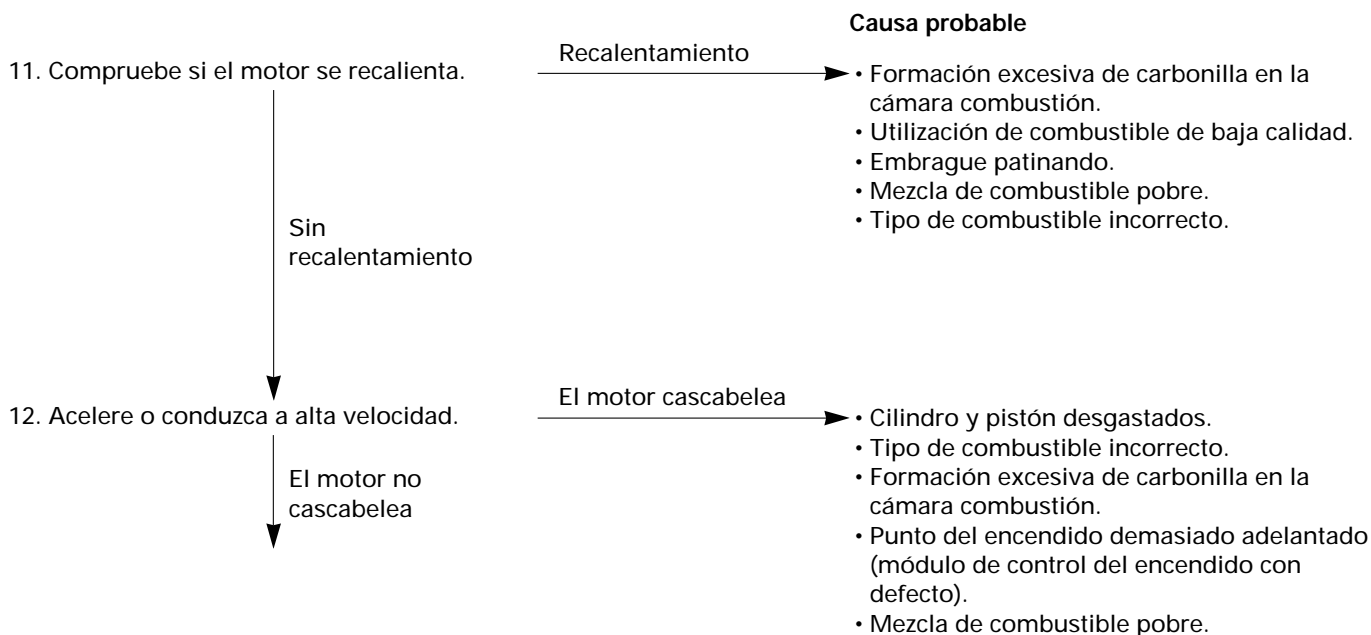 Causa probable
11. Compruebe si el motor se recalienta.
Recalentamiento
• Formación excesiva de carbonilla en la
cámara combustión.
• Utilización de combustible de baja calidad.
• Embrague patinando.
• Mezcla de combustible pobre.
• Tipo de combustible incorrecto.
Sin
recalentamiento
12. Acelere o conduzca a alta velocidad.
El motor cascabelea
• Cilindro y pistón desgastados.
• Tipo de combustible incorrecto.
• Formación excesiva de carbonilla en la
cámara combustión.
• Punto del encendido demasiado adelantado
(módulo de control del encendido con
defecto).
• Mezcla de combustible pobre.
El motor no
cascabelea